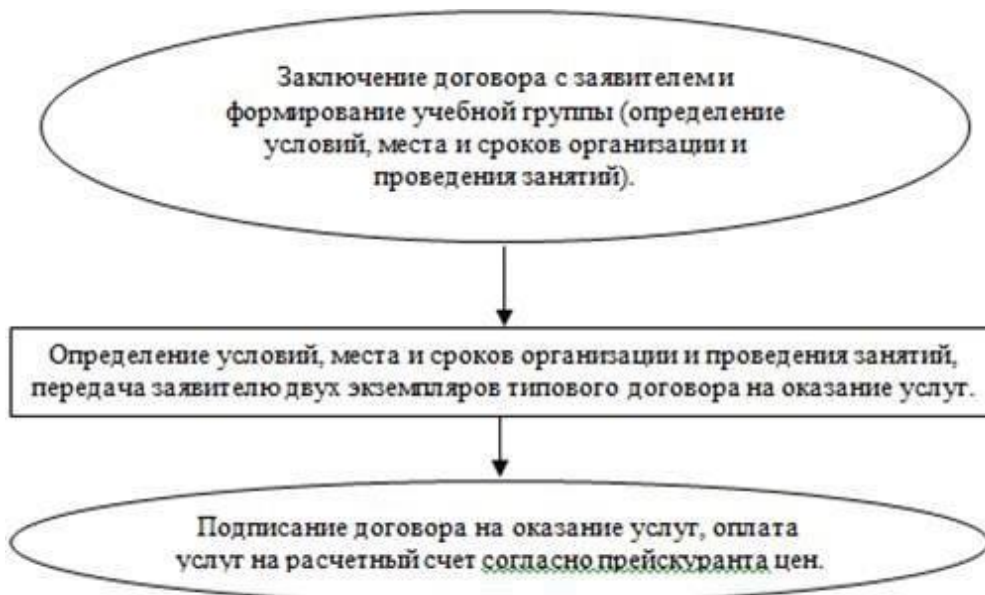 Заключение договора с заявителем и
формирование учебной группы (определение
условий, места и сроков организации и
проведения занятий).
Определение условий, места и сроков организации и проведения занятий,
передача заявителю двух экземпляров типового договора на оказание услуг.
Подписание договора на оказание услуг, оплата
услуг на расчетный счет согласно прейскуранта цен.